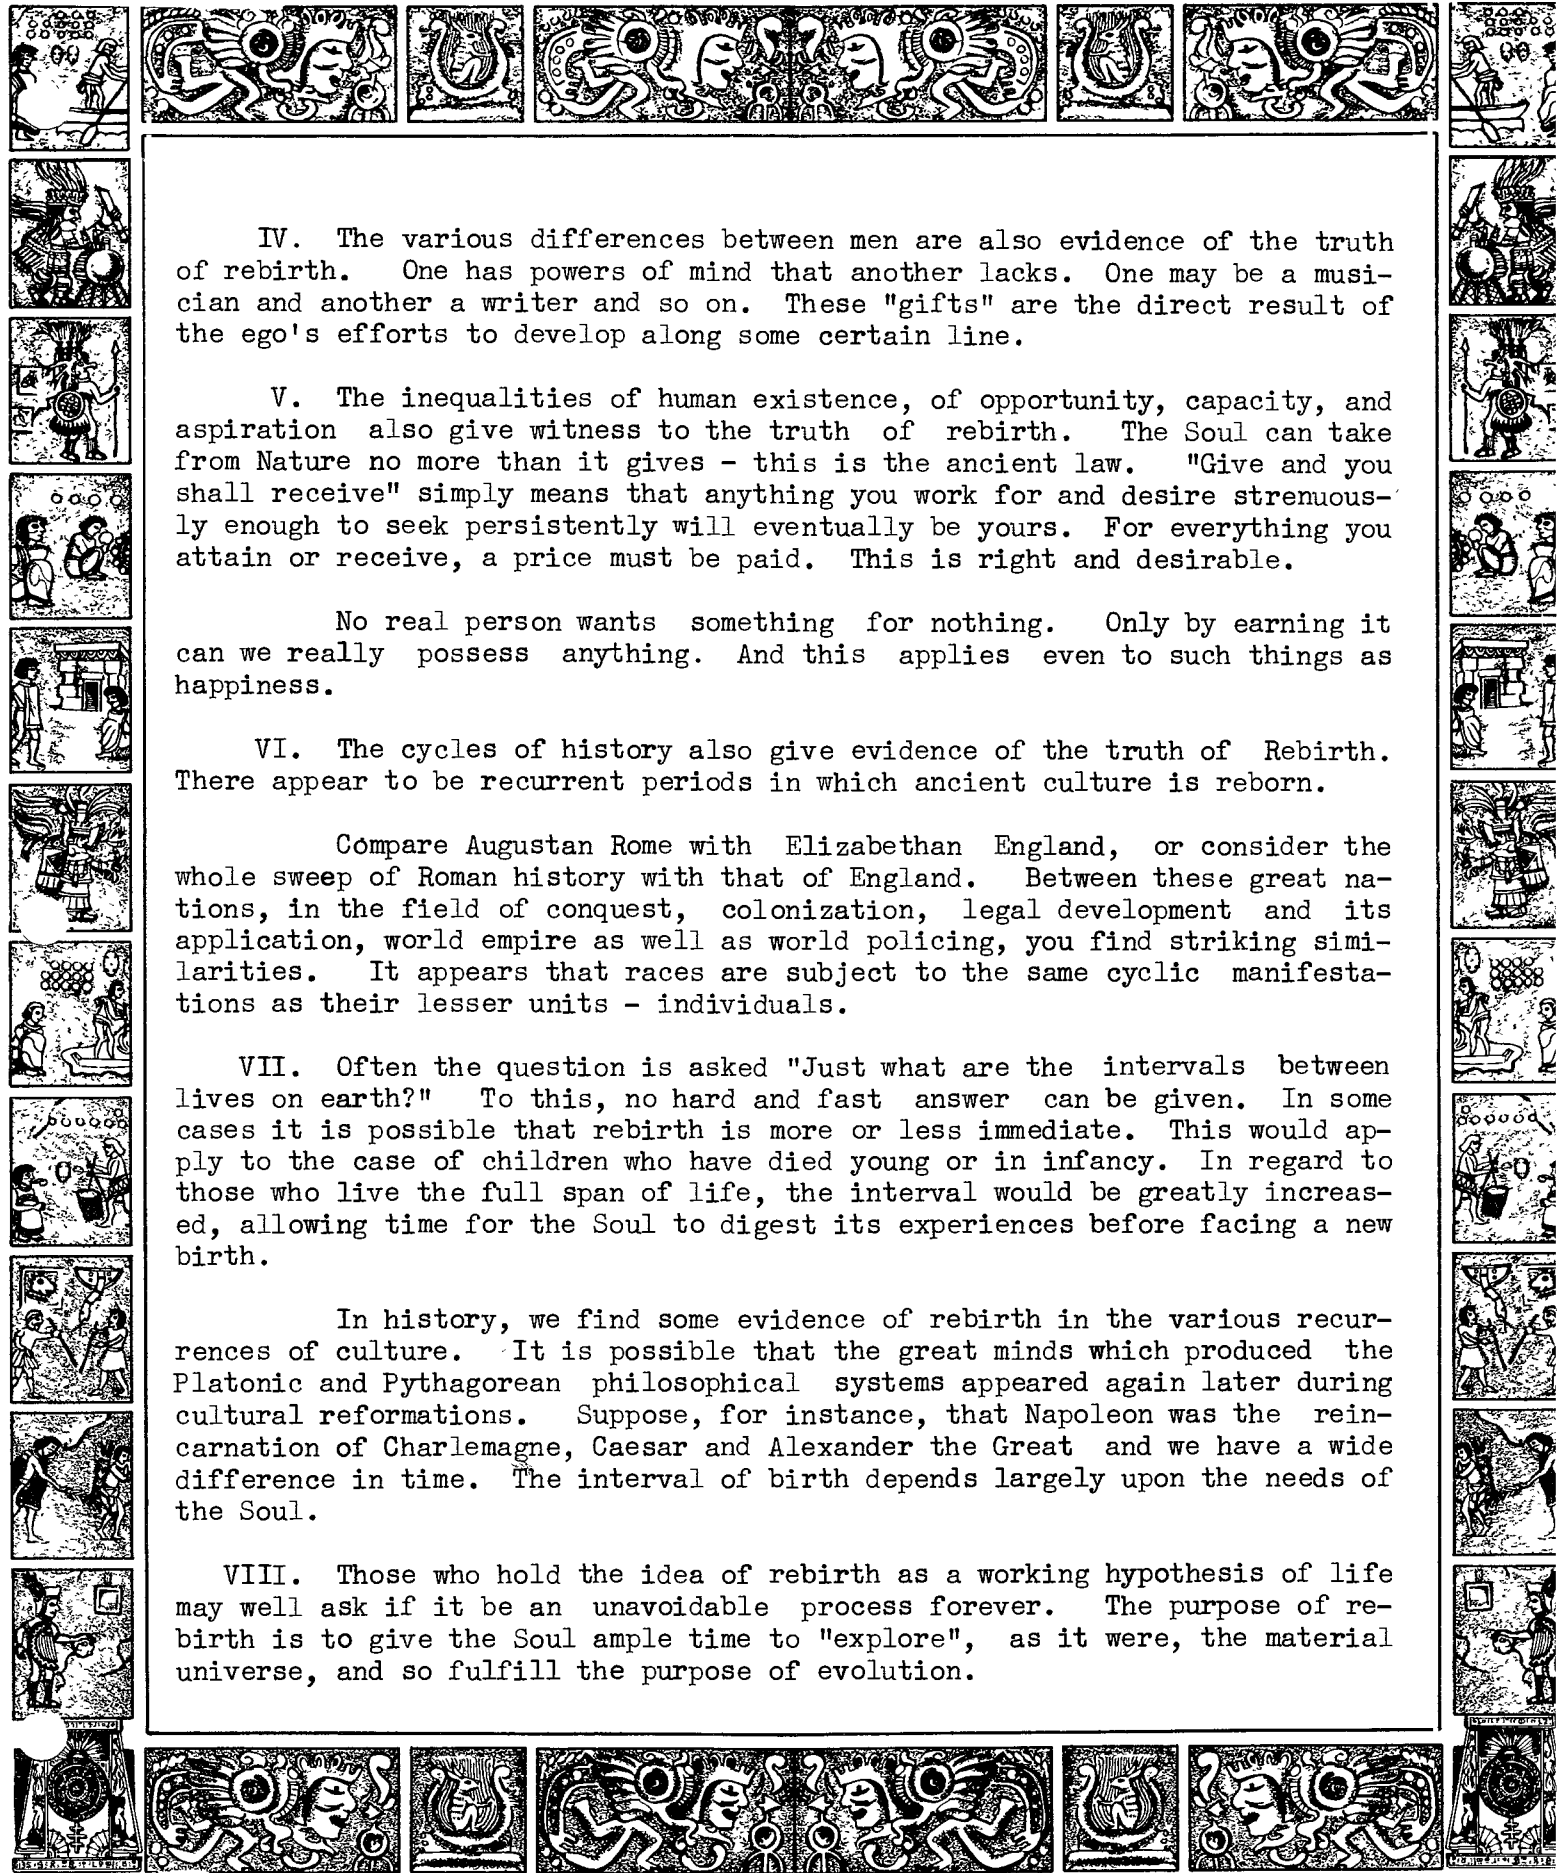 IV. The various differences between men are also evidence of the truth
of rebirth. One has powers of mind that another lacks. One may be a musi-
cian and another a writer and so on. These "gifts" are the direct result of
the ego's efforts to develop along some certain line.
V. The inequalities of human existence, of opportunity, capacity, and
aspiration also give witness to the truth of rebirth. The Soul can take
from Nature no more than it gives - this is the ancient law. "Give and you
shall receive" simply means that anything you work for and desire strenuous-
ly enough to seek persistently will eventually be yours. For everything you
attain or receive, a price must be paid. This is right and desirable.
No real person wants something for nothing. Only by earning it
can we really possess anything. And this applies even to such things as
happiness.
VI. The cycles of history also give evidence of the truth of Rebirth.
There appear to be recurrent periods in which ancient culture is reborn.
Compare Augustan Rome with Elizabethan England, or consider the
whole sweep of Roman history with that of England. Between these great na-
tions, in the field of conquest, colonization, legal development and its
application, world empire as well as world policing, you find striking simi-
larities. It appears that races are subject to the same cyclic manifesta-
tions as their lesser units - individuals.
VII. Often the question is asked "Just what are the intervals between
lives on earth?" To this, no hard and fast answer can be given. In some
cases it is possible that rebirth is more or less immediate. This would ap-
ply to the case of children who have died young or in infancy. In regard to
those who live the full span of life, the interval would be greatly increas-
ed, allowing time for the Soul to digest its experiences before facing a new
birth.
In history, we find some evidence of rebirth in the various recur-
rences of culture. It is possible that the great minds which produced the
Platonic and Pythagorean philosophical systems appeared again later during
cultural reformations. Suppose, for instance, that Napoleon was the rein-
carnation of Charlemagne, Caesar and Alexander the Great and we have a wide
difference in time. The interval of birth depends largely upon the needs of
the Soul.
VIII. Those who hold the idea of rebirth as a working hypothesis of life
may well ask if it be an unavoidable process forever. The purpose of re-
birth is to give the Soul ample time to "explore", as it were, the material
universe, and so fulfill the purpose of evolution.